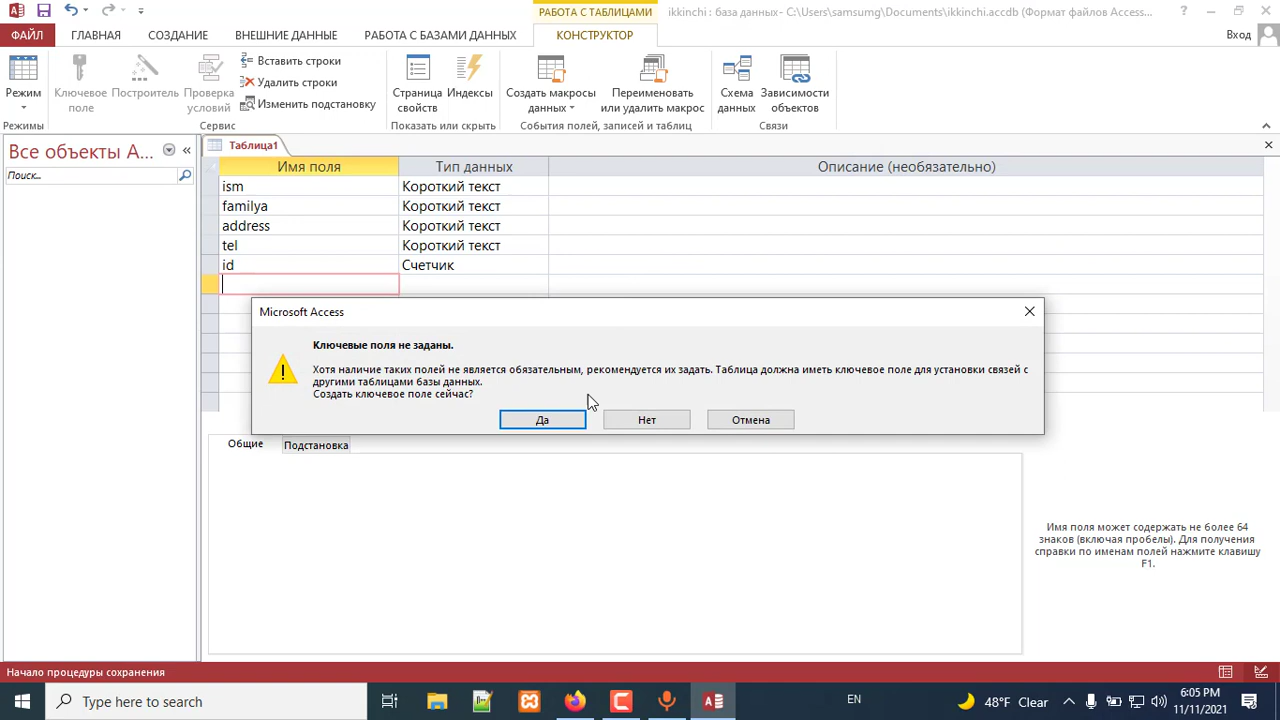 РАБОТА С ТАБЛИЦАМИ
ikkinchi : база данных- C:\Users\samsumg\Documents\ikkinchi.accdb (Формат файлов Access...
?
ФАЙЛ ГЛАВНАЯ СОЗДАНИЕ ВНЕШНИЕ ДАННЫЕ РАБОТА С БАЗАМИ ДАННЫХ КОНСТРУКТОР Вход
Режим
Ключевое поле
Построитель
Проверка условий
Вставить строки
Удалить строки
Изменить подстановку
Страница свойств
Индексы
Создать макросы данных
Переименовать или удалить макрос
Схема данных
Зависимости объектов
Режимы Сервис Показать или скрыть События полей, записей и таблиц Связи
Все объекты A...
Поиск...
Таблица1
Имя поля Тип данных Описание (необязательно)
ism Короткий текст
familya Короткий текст
address Короткий текст
tel Короткий текст
id Счетчик
Microsoft Access
Ключевые поля не заданы.
Хотя наличие таких полей не является обязательным, рекомендуется их задать. Таблица должна иметь ключевое поле для установки связей с
другими таблицами базы данных.
Создать ключевое поле сейчас?
Да Нет Отмена
Общие Подстановка
Имя поля может содержать не более 64
знаков (включая пробелы). Для получения
справки по именам полей нажмите клавишу
F1.
Начало процедуры сохранения
Type here to search
EN
48°F Clear
6:05 PM
11/11/2021